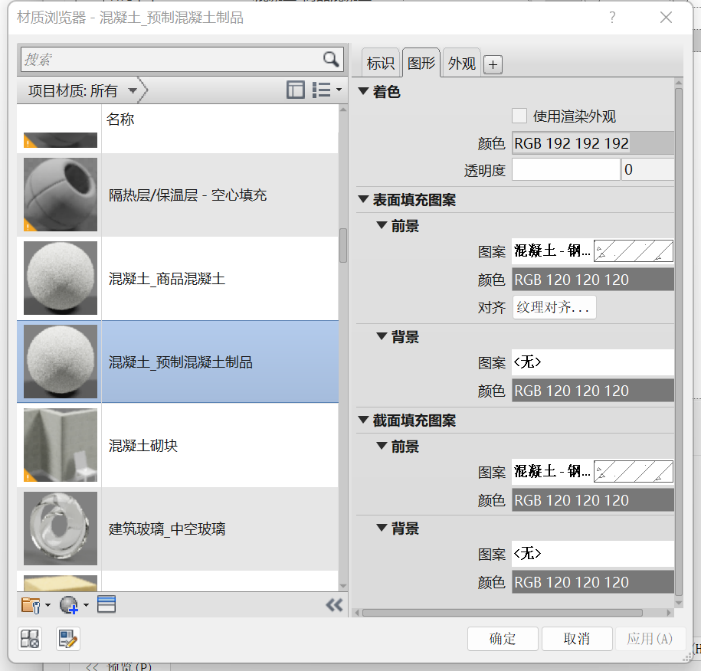 材质浏览器 - 混凝土_预制混凝土制品
?
搜索
项目材质: 所有
名称
隔热层/保温层 - 空心填充
混凝土_商品混凝土
混凝土_预制混凝土制品
混凝土砌块
建筑玻璃_中空玻璃
标识 图形 外观 +
着色
使用渲染外观
颜色 RGB 192 192 192
透明度 0
表面填充图案
前景
图案 混凝土 - 钢...
颜色 RGB 120 120 120
对齐 纹理对齐...
背景
图案 <无>
颜色 RGB 120 120 120
截面填充图案
前景
图案 混凝土 - 钢...
颜色 RGB 120 120 120
背景
图案 <无>
颜色 RGB 120 120 120
确定 取消 应用(A)
<< 预览(P)